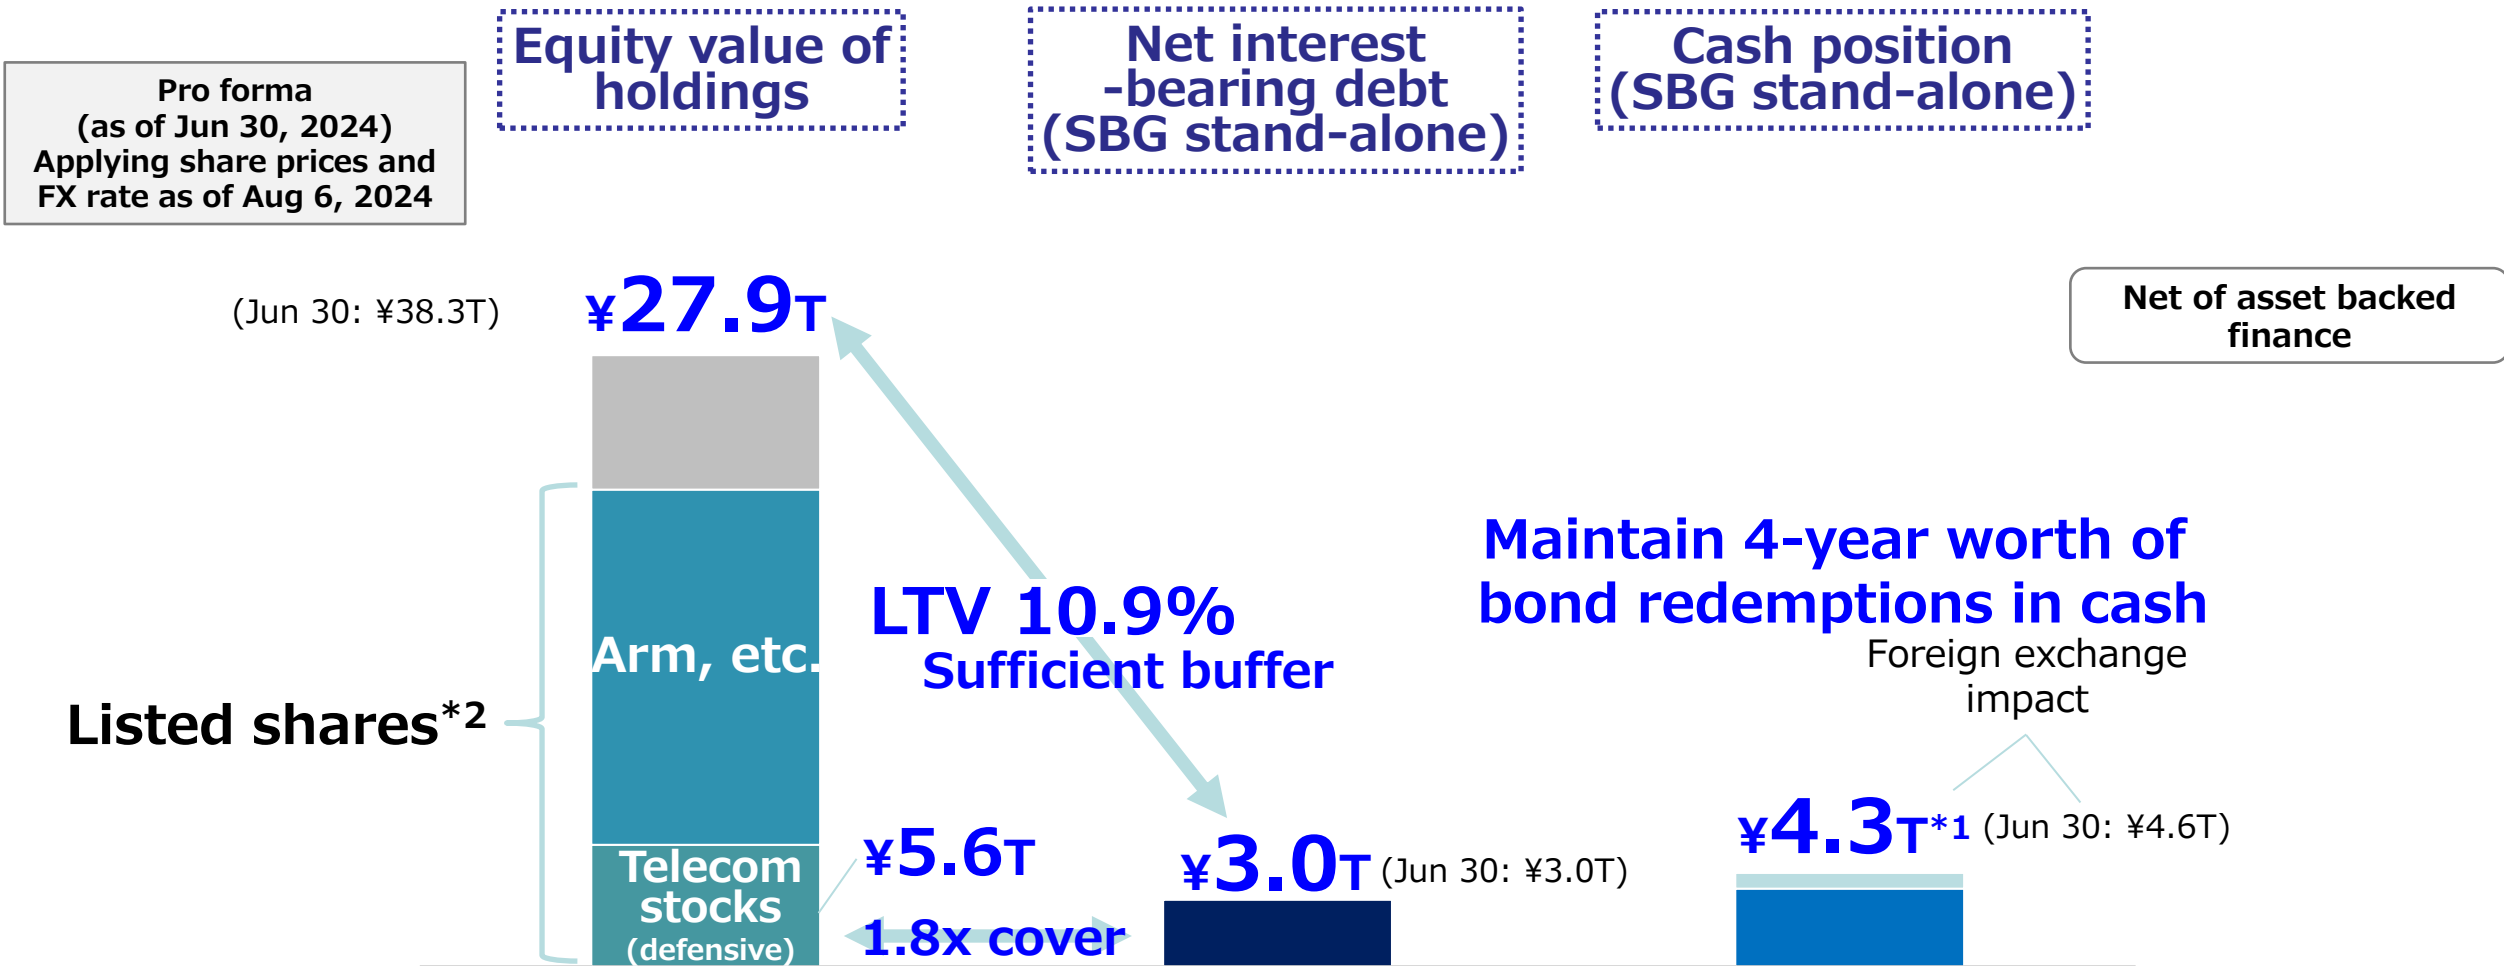 Pro forma
(as of Jun 30, 2024)
Applying share prices and
FX rate as of Aug 6, 2024
Equity value of
holdings
Net interest
-bearing debt
(SBG stand-alone)
Cash position
(SBG stand-alone)
Net of asset backed
finance
(Jun 30: ¥38.3T)
¥27.9T
Arm, etc.
Listed shares*2
Telecom
stocks
(defensive)
LTV 10.9%
Sufficient buffer
¥5.6T
1.8x cover
¥3.0T (Jun 30: ¥3.0T)
Maintain 4-year worth of
bond redemptions in cash
Foreign exchange
impact
¥4.3T*1 (Jun 30: ¥4.6T)